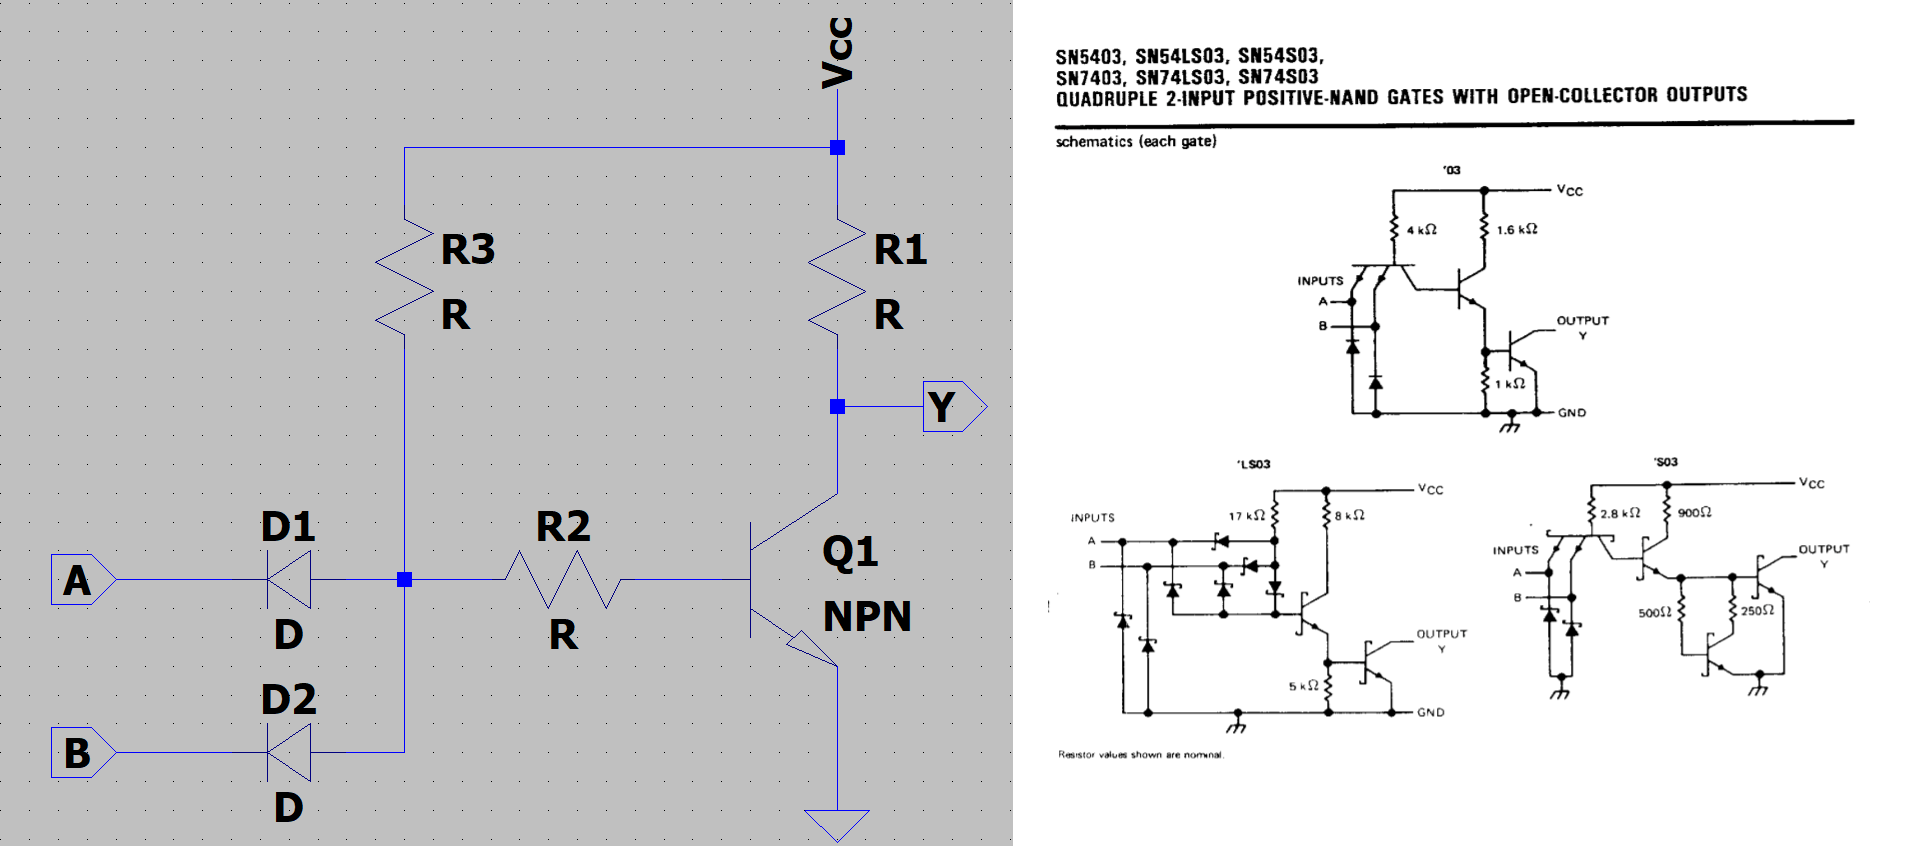 Vcc
R3
R
R1
R
Y
D1
R2
A
D
R
Q1
NPN
D2
B
D
SN5403, SN54LS03, SN54S03,
SN7403, SN74LS03, SN74S03
QUADRUPLE 2-INPUT POSITIVE-NAND GATES WITH OPEN-COLLECTOR OUTPUTS
schematics (each gate)
'03
VCC
4 kΩ
1.6 kΩ
INPUTS
A
B
OUTPUT
Y
1 kΩ
GND
'LS03
VCC
17 kΩ
8 kΩ
INPUTS
A
B
OUTPUT
Y
5 kΩ
GND
'S03
VCC
2.8 kΩ
900Ω
INPUTS
A
B
OUTPUT
Y
500Ω
250Ω
Resistor values shown are nominal.